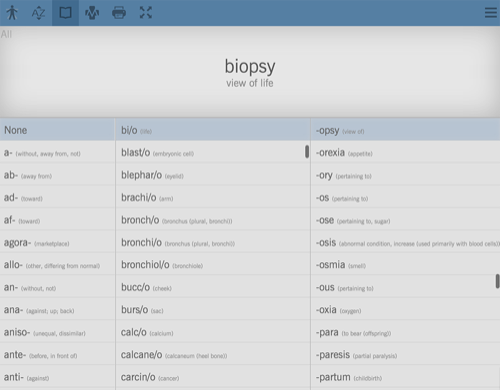 All
biopsy
view of life
None bi/o (life) -opsy (view of)
a- (without, away from, not) blast/o (embryonic cell) -orexia (appetite)
ab- (away from) blephar/o (eyelid) -ory (pertaining to)
ad- (toward) brachi/o (arm) -os (pertaining to)
af- (toward) bronch/o (bronchus (plural, bronchi)) -ose (pertaining to, sugar)
agora- (marketplace) bronchi/o (bronchus (plural, bronchi)) -osis (abnormal condition, increase (used primarily with blood cells))
allo- (other, differing from normal) bronchiol/o (bronchiole) -osmia (smell)
an- (without, not) bucc/o (cheek) -ous (pertaining to)
ana- (against; up; back) burs/o (sac) -oxia (oxygen)
aniso- (unequal, dissimilar) calc/o (calcium) -para (to bear (offspring))
ante- (before, in front of) calcane/o (calcaneum (heel bone)) -paresis (partial paralysis)
anti- (against) carcin/o (cancer) -partum (childbirth)